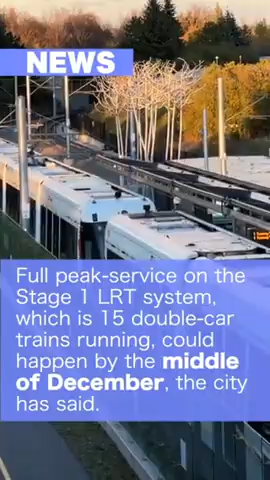 NEWS
Full peak-service on the
Stage 1 LRT system,
which is 15 double-car
trains running, could
happen by the middle
of December, the city
has said.